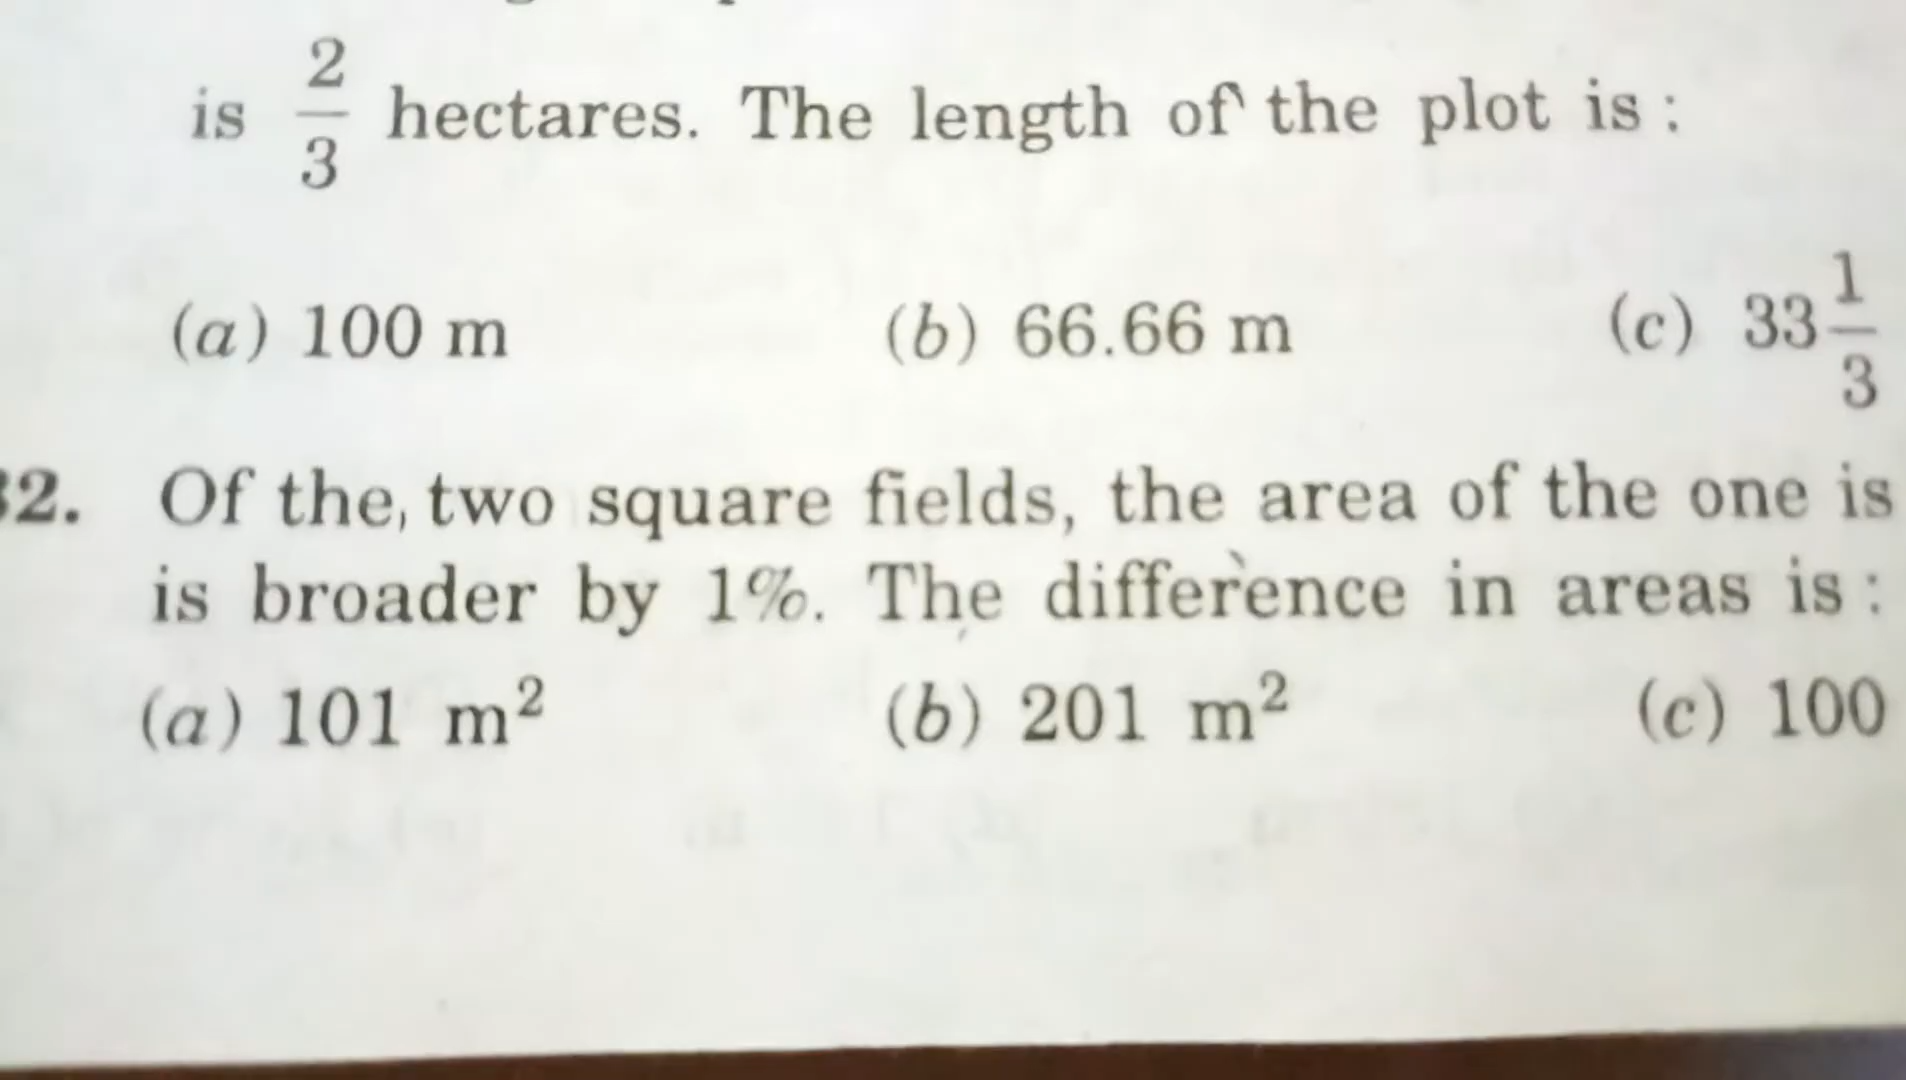 is 2/3 hectares. The length of the plot is :
(a) 100 m (b) 66.66 m (c) 33 1/3
32. Of the, two square fields, the area of the one is
is broader by 1%. The difference in areas is :
(a) 101 m² (b) 201 m² (c) 100